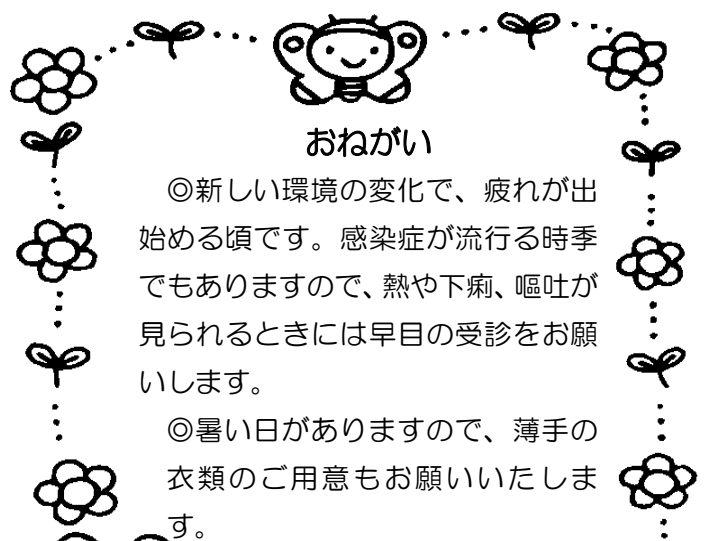 おねがい
◎新しい環境の変化で、疲れが出
始める頃です。感染症が流行る時季
でもありますので、熱や下痢、嘔吐が
見られるときには早目の受診をお願
いします。
◎暑い日がありますので、薄手の
衣類のご用意もお願いいたしま
す。